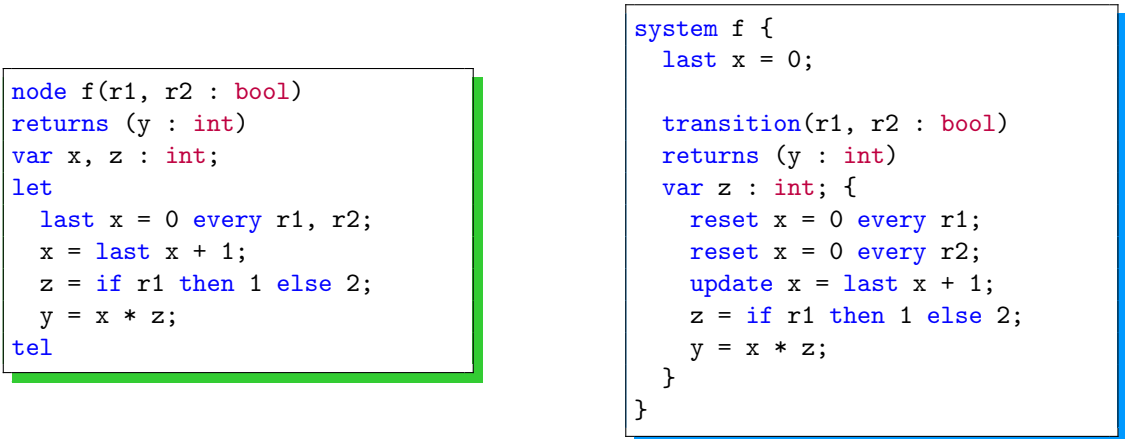 node f(r1, r2 : bool)
returns (y : int)
var x, z : int;
let
  last x = 0 every r1, r2;
  x = last x + 1;
  z = if r1 then 1 else 2;
  y = x * z;
tel
system f {
  last x = 0;

  transition(r1, r2 : bool)
  returns (y : int)
  var z : int; {
    reset x = 0 every r1;
    reset x = 0 every r2;
    update x = last x + 1;
    z = if r1 then 1 else 2;
    y = x * z;
  }
}